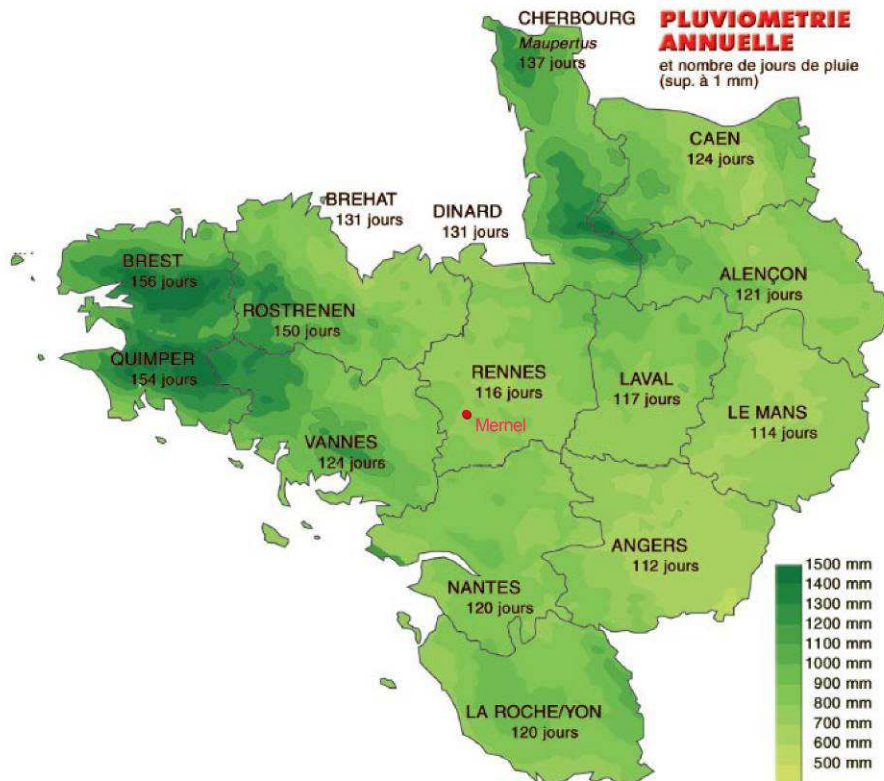 PLUVIOMETRIE
ANNUELLE
et nombre de jours de pluie
(sup. à 1 mm)
CHERBOURG
Maupertus
137 jours
CAEN
124 jours
BREHAT
131 jours
DINARD
131 jours
BREST
156 jours
ROSTRENEN
150 jours
ALENÇON
121 jours
QUIMPER
154 jours
RENNES
116 jours
LAVAL
117 jours
LE MANS
114 jours
Mernel
VANNES
124 jours
ANGERS
112 jours
NANTES
120 jours
LA ROCHE/YON
120 jours
1500 mm
1400 mm
1300 mm
1200 mm
1100 mm
1000 mm
900 mm
800 mm
700 mm
600 mm
500 mm